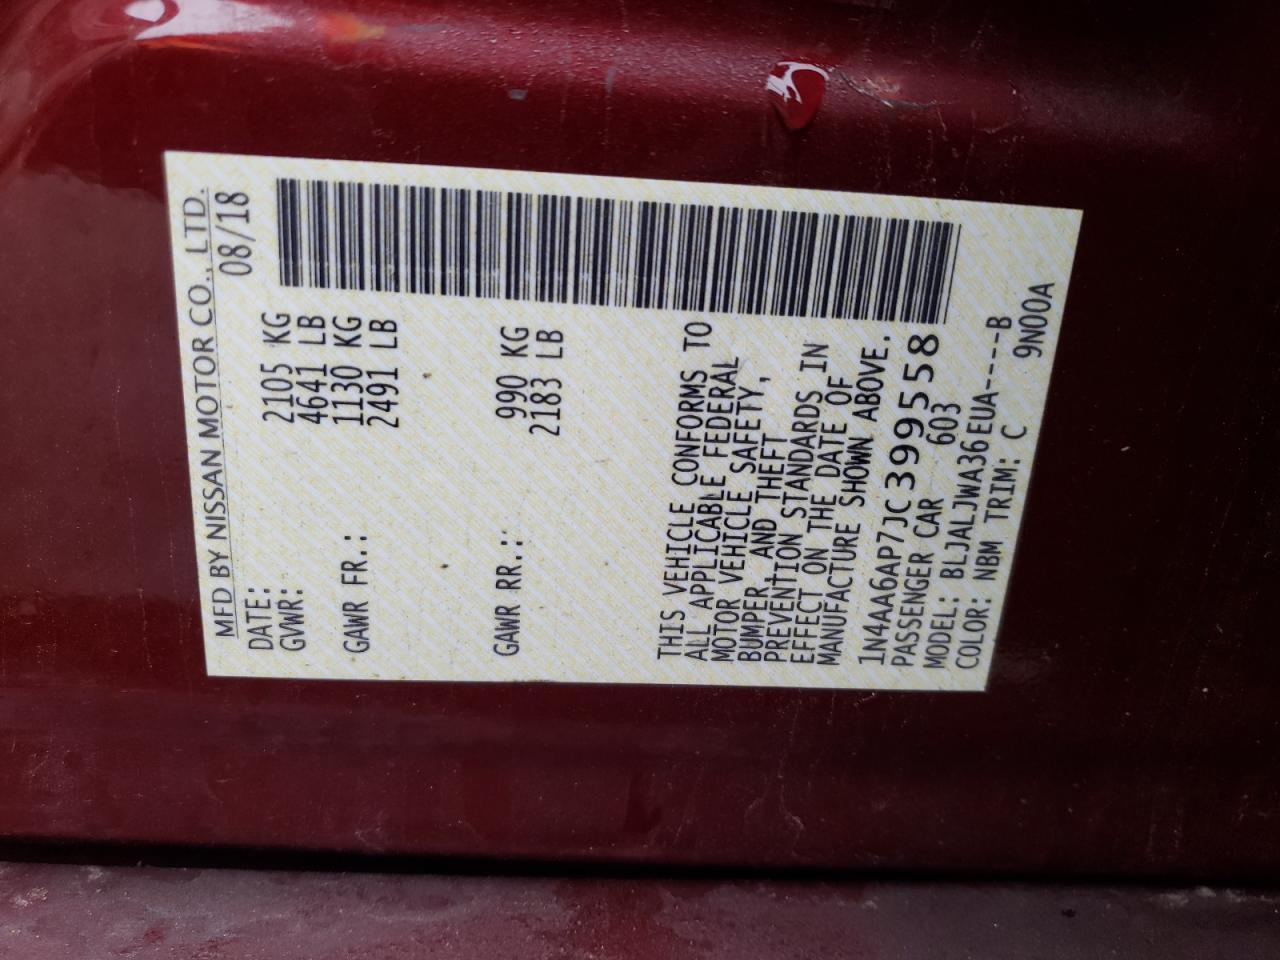 MFD BY NISSAN MOTOR CO., LTD.
DATE: 08/18
GVWR: 2105 KG
4641 LB
GAWR FR.: 1130 KG
2491 LB
GAWR RR.: 990 KG
2183 LB
THIS VEHICLE CONFORMS TO
ALL APPLICABLE FEDERAL
MOTOR VEHICLE SAFETY,
BUMPER, AND THEFT
PREVENTION STANDARDS IN
EFFECT ON THE DATE OF
MANUFACTURE SHOWN ABOVE.
1N4AA6AP7JC399558
PASSENGER CAR 603
MODEL: BLJALJWA36EUA-----B
COLOR: NBM TRIM: C 9N00A